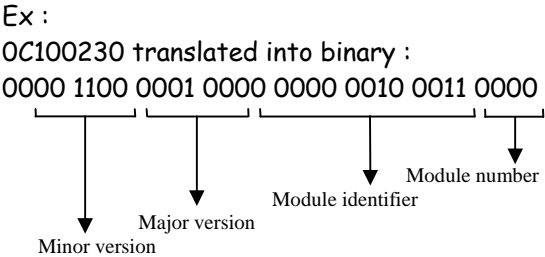 Ex :
0C100230 translated into binary :
0000 1100 0001 0000 0000 0010 0011 0000
Module number
Module identifier
Major version
Minor version